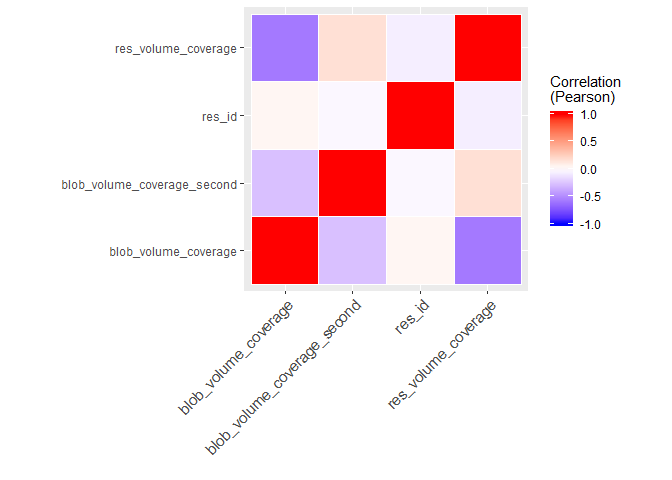 res_volume_coverage
res_id
blob_volume_coverage_second
blob_volume_coverage
blob_volume_coverage
blob_volume_coverage_second
res_id
res_volume_coverage
Correlation
(Pearson)
1.0
0.5
0.0
-0.5
-1.0